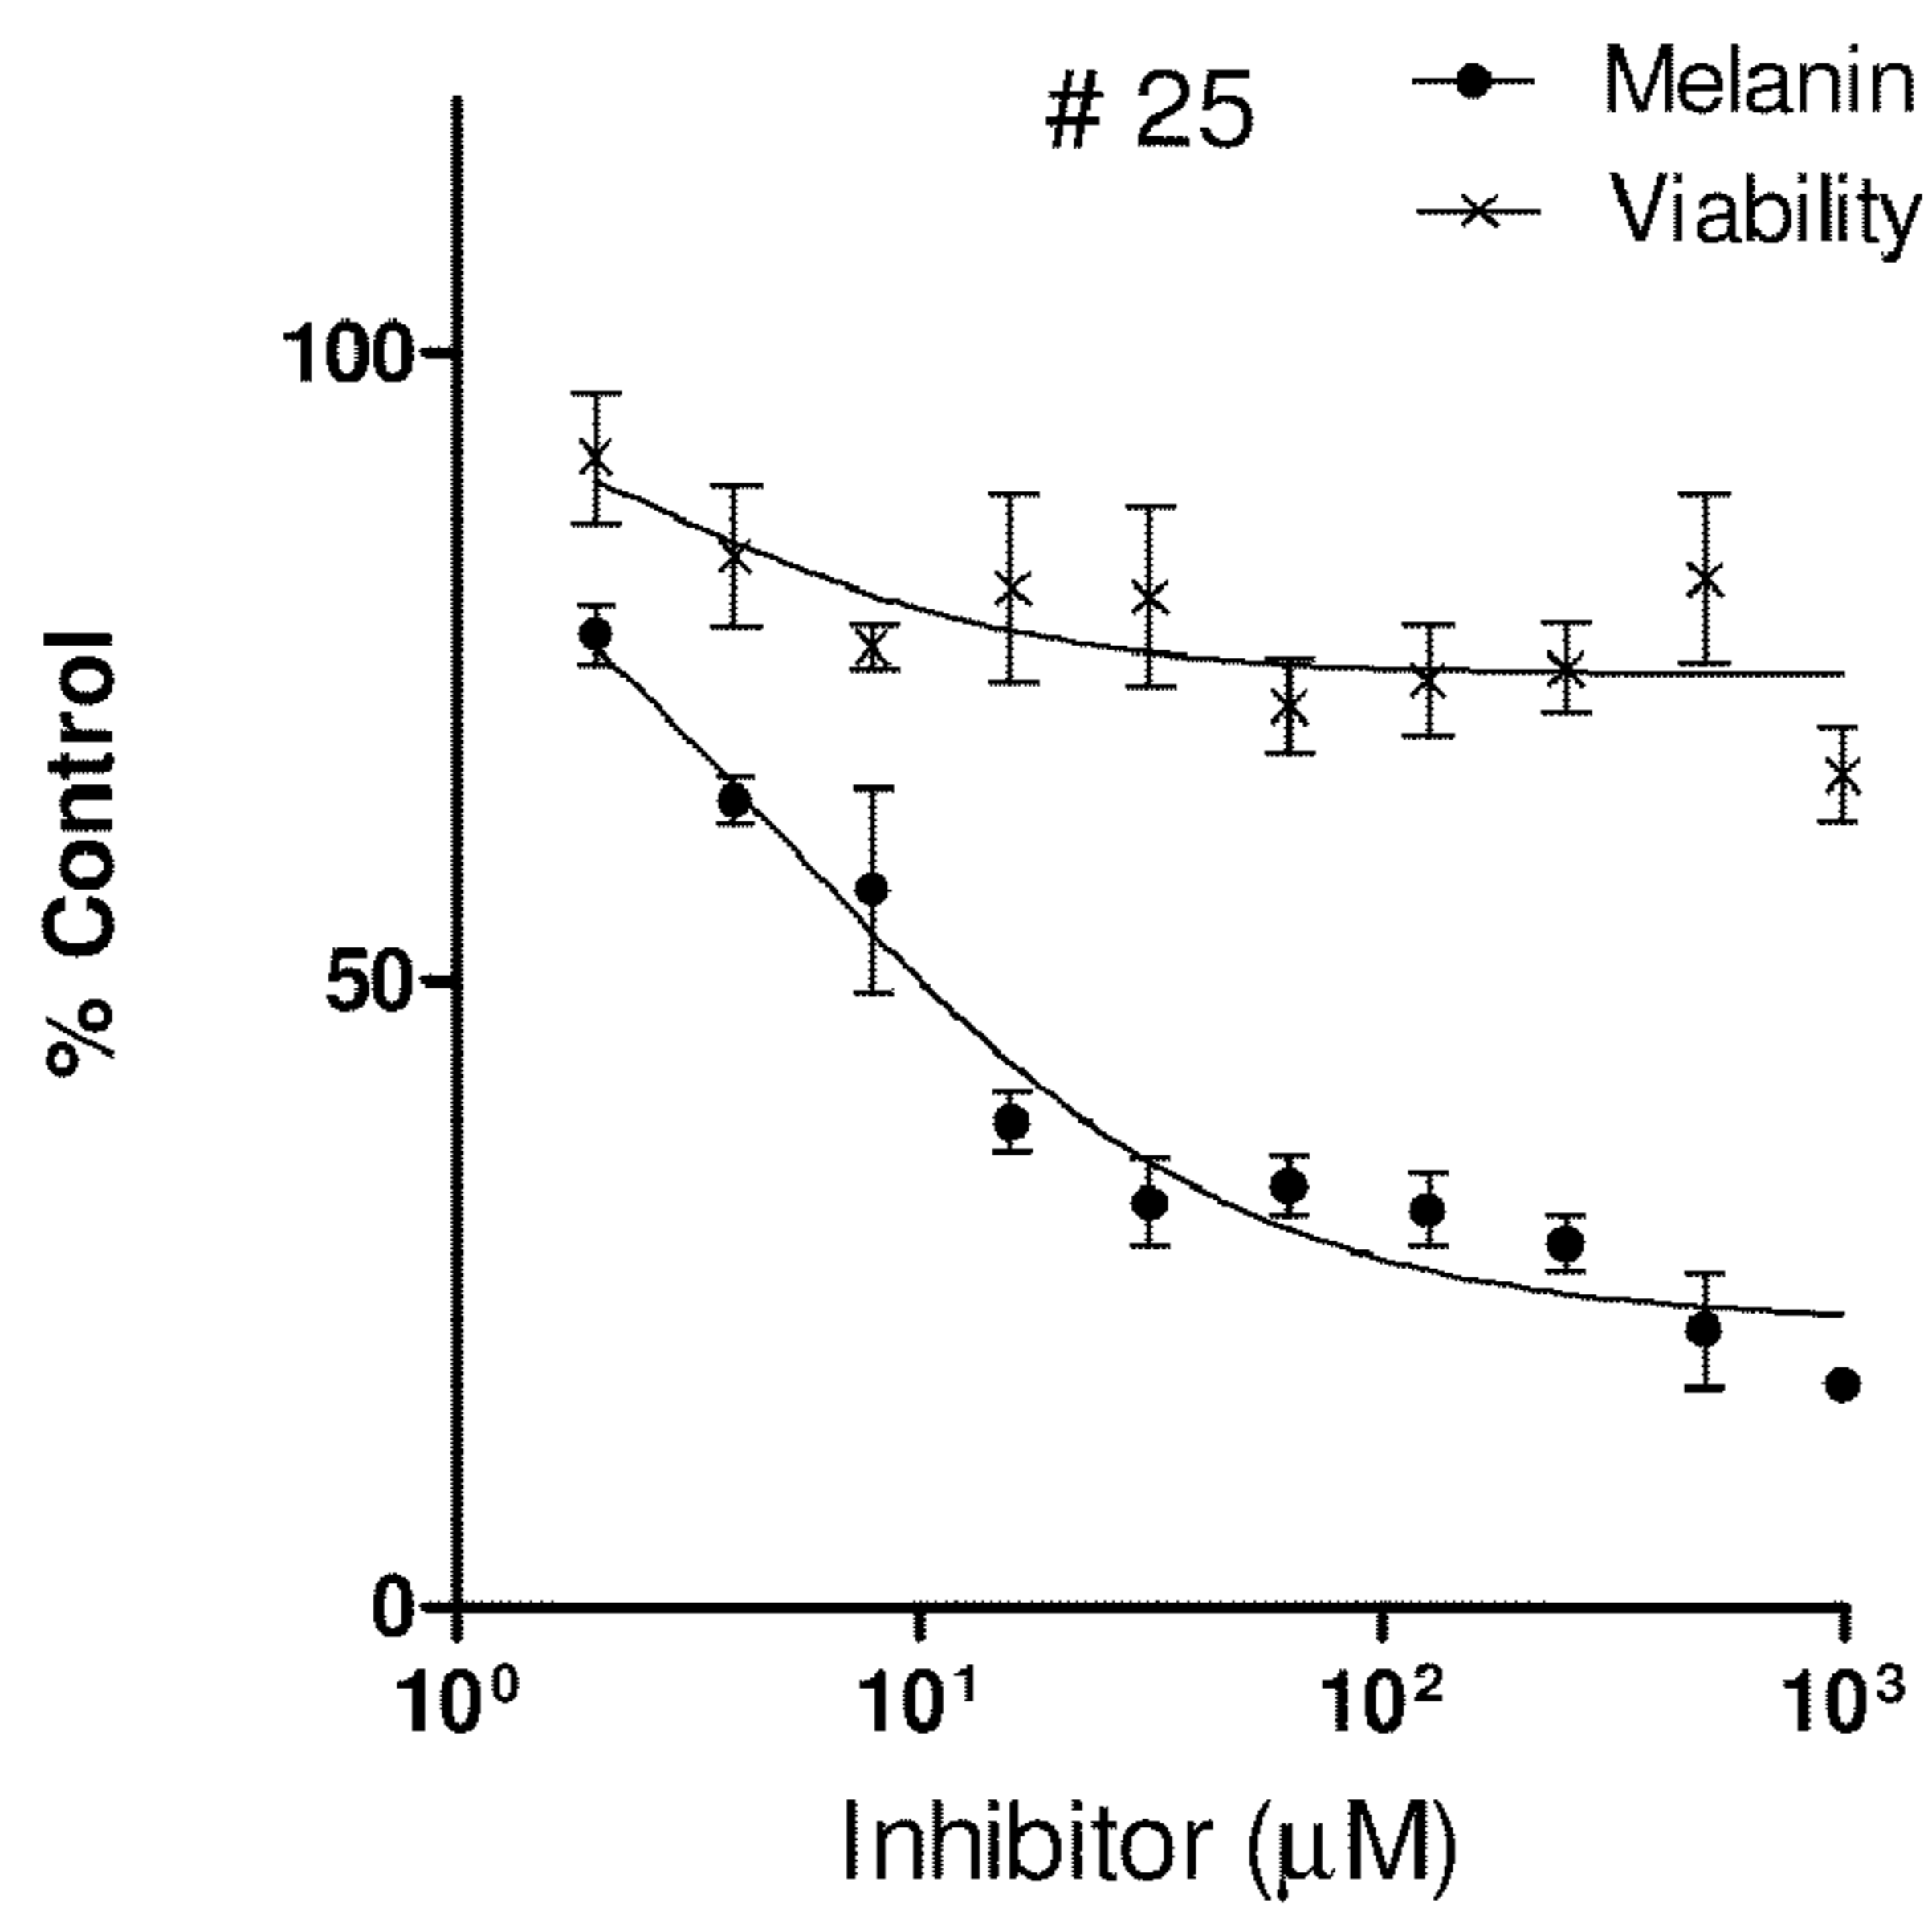 # 25
Melanin
Viability
% Control
100
50
0
10⁰ 10¹ 10² 10³
Inhibitor (μM)